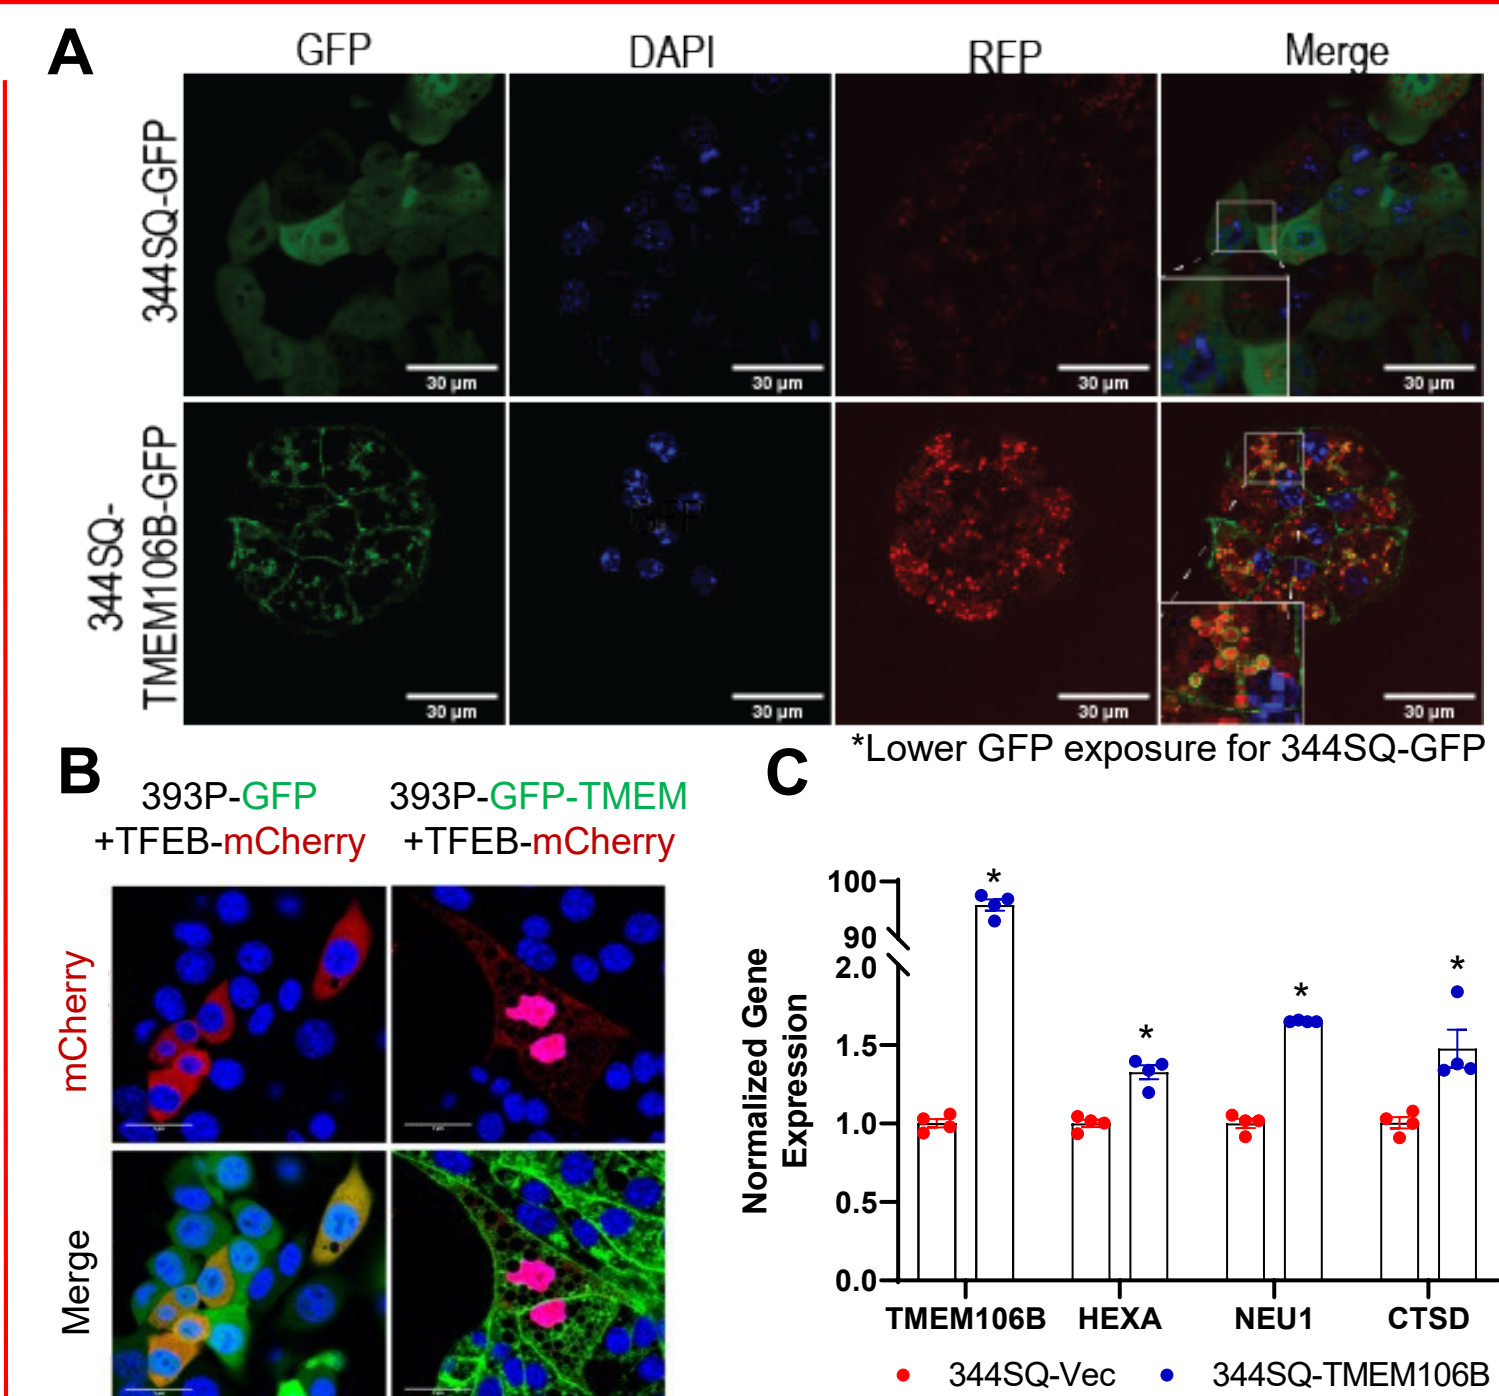 A
GFP DAPI RFP Merge
344SQ-GFP
30 µm 30 µm 30 µm 30 µm
344SQ-
TMEM106B-GFP
GFP
30 µm 30 µm 30 µm 30 µm
*Lower GFP exposure for 344SQ-GFP
B
393P-GFP 393P-GFP-TMEM
+TFEB-mCherry +TFEB-mCherry
mCherry
Merge
C
Normalized Gene
Expression
100
90
2.0
1.5
1.0
0.5
0.0
* * * *
TMEM106B HEXA NEU1 CTSD
344SQ-Vec 344SQ-TMEM106B